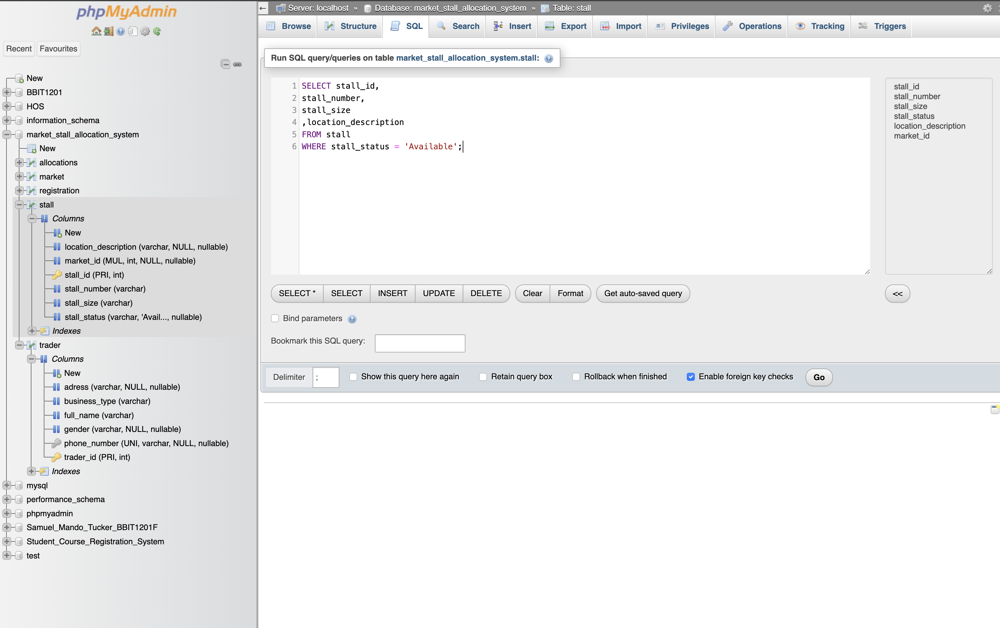 phpMyAdmin
Recent
Favourites
New
BBIT1201
HOS
information_schema
market_stall_allocation_system
New
allocations
market
registration
stall
Columns
New
location_description (varchar, NULL, nullable)
market_id (MUL, int, NULL, nullable)
stall_id (PRI, int)
stall_number (varchar)
stall_size (varchar)
stall_status (varchar, 'Avail..., nullable)
Indexes
trader
Columns
New
adress (varchar, NULL, nullable)
business_type (varchar)
full_name (varchar)
gender (varchar, NULL, nullable)
phone_number (UNI, varchar, NULL, nullable)
trader_id (PRI, int)
Indexes
mysql
performance_schema
phpmyadmin
Samuel_Mando_Tucker_BBIT1201F
Student_Course_Registration_System
test
Server: localhost » Database: market_stall_allocation_system » Table: stall
Browse Structure SQL Search Insert Export Import Privileges Operations Tracking Triggers
Run SQL query/queries on table market_stall_allocation_system.stall:
1 SELECT stall_id,
2 stall_number,
3 stall_size
4 ,location_description
5 FROM stall
6 WHERE stall_status = 'Available';
stall_id
stall_number
stall_size
stall_status
location_description
market_id
SELECT * SELECT INSERT UPDATE DELETE Clear Format Get auto-saved query <<
Bind parameters
Bookmark this SQL query:
Delimiter ; Show this query here again Retain query box Rollback when finished Enable foreign key checks Go